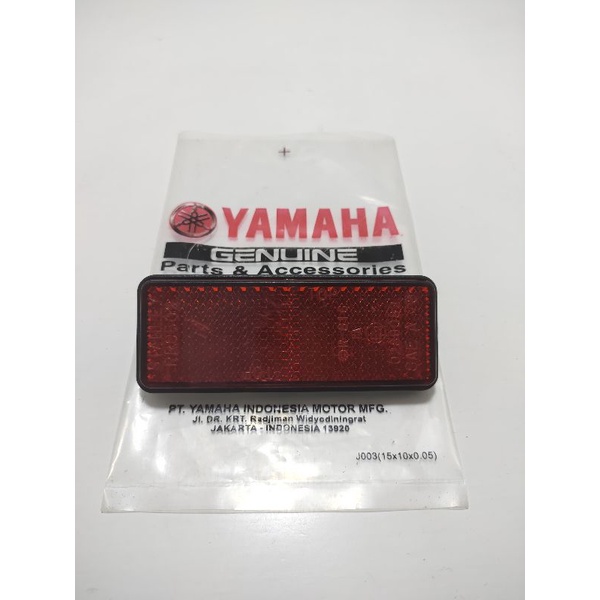 YAMAHA
GENUINE
Parts & Accessories
PT. YAMAHA INDONESIA MOTOR MFG.
Jl. DR. KRT. Radjiman Widyodiningrat
JAKARTA - INDONESIA 13920
J003(15x10x0.05)